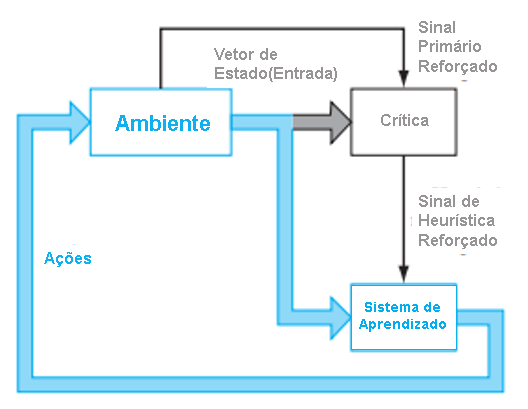 Sinal
Primário
Reforçado
Vetor de
Estado(Entrada)
Ambiente
Crítica
Sinal de
Heurística
Reforçado
Ações
Sistema de
Aprendizado